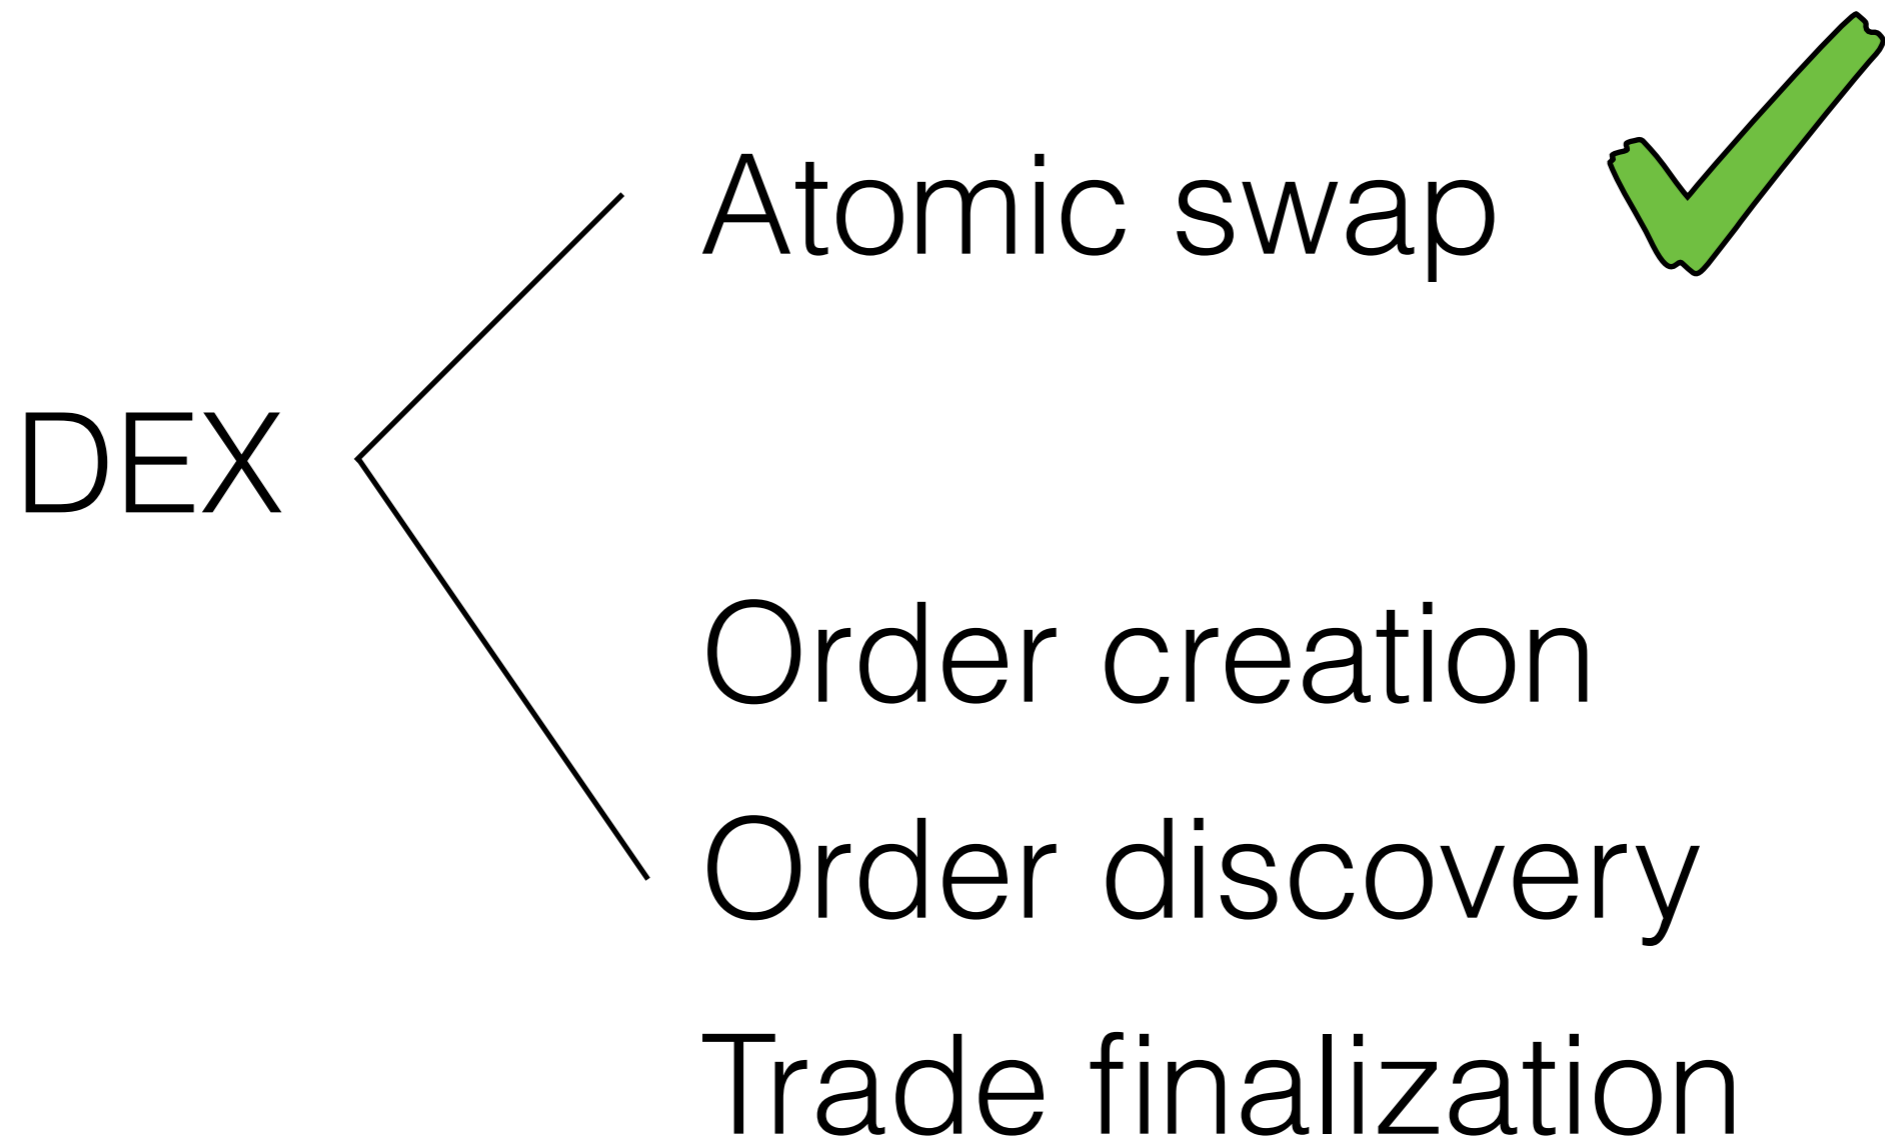 Atomic swap
DEX
Order creation
Order discovery
Trade finalization